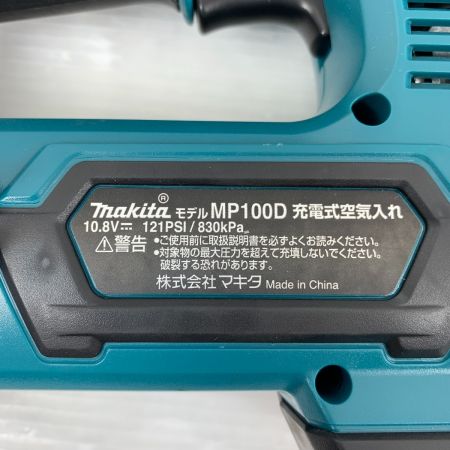 makita® モデル MP100D 充電式空気入れ
10.8V⎓ 121PSI/830kPa
⚠警告 •ご使用前に取扱説明書を必ずよくお読みください。
•対象物の最大圧力を超えて充填しないでください。
破裂する恐れがあります。
株式会社 マキタ Made in China